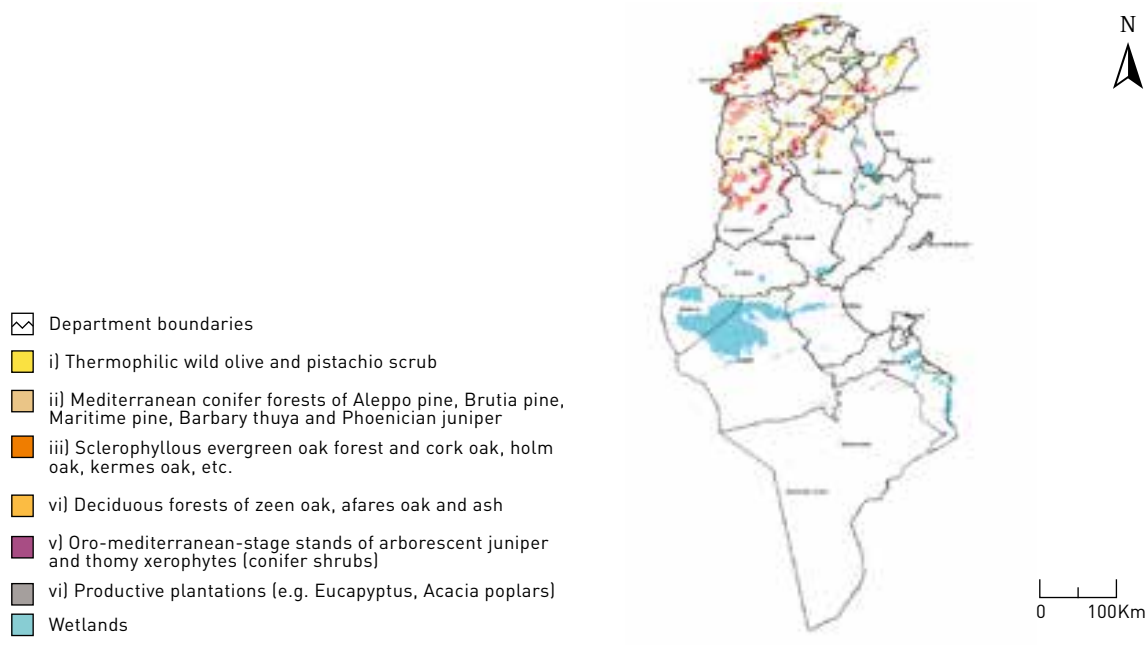 N
Department boundaries
i) Thermophilic wild olive and pistachio scrub
ii) Mediterranean conifer forests of Aleppo pine, Brutia pine,
Maritime pine, Barbary thuya and Phoenician juniper
iii) Sclerophyllous evergreen oak forest and cork oak, holm
oak, kermes oak, etc.
vi) Deciduous forests of zeen oak, afares oak and ash
v) Oro-mediterranean-stage stands of arborescent juniper
and thomy xerophytes (conifer shrubs)
vi) Productive plantations (e.g. Eucapyptus, Acacia poplars)
Wetlands
0 100Km